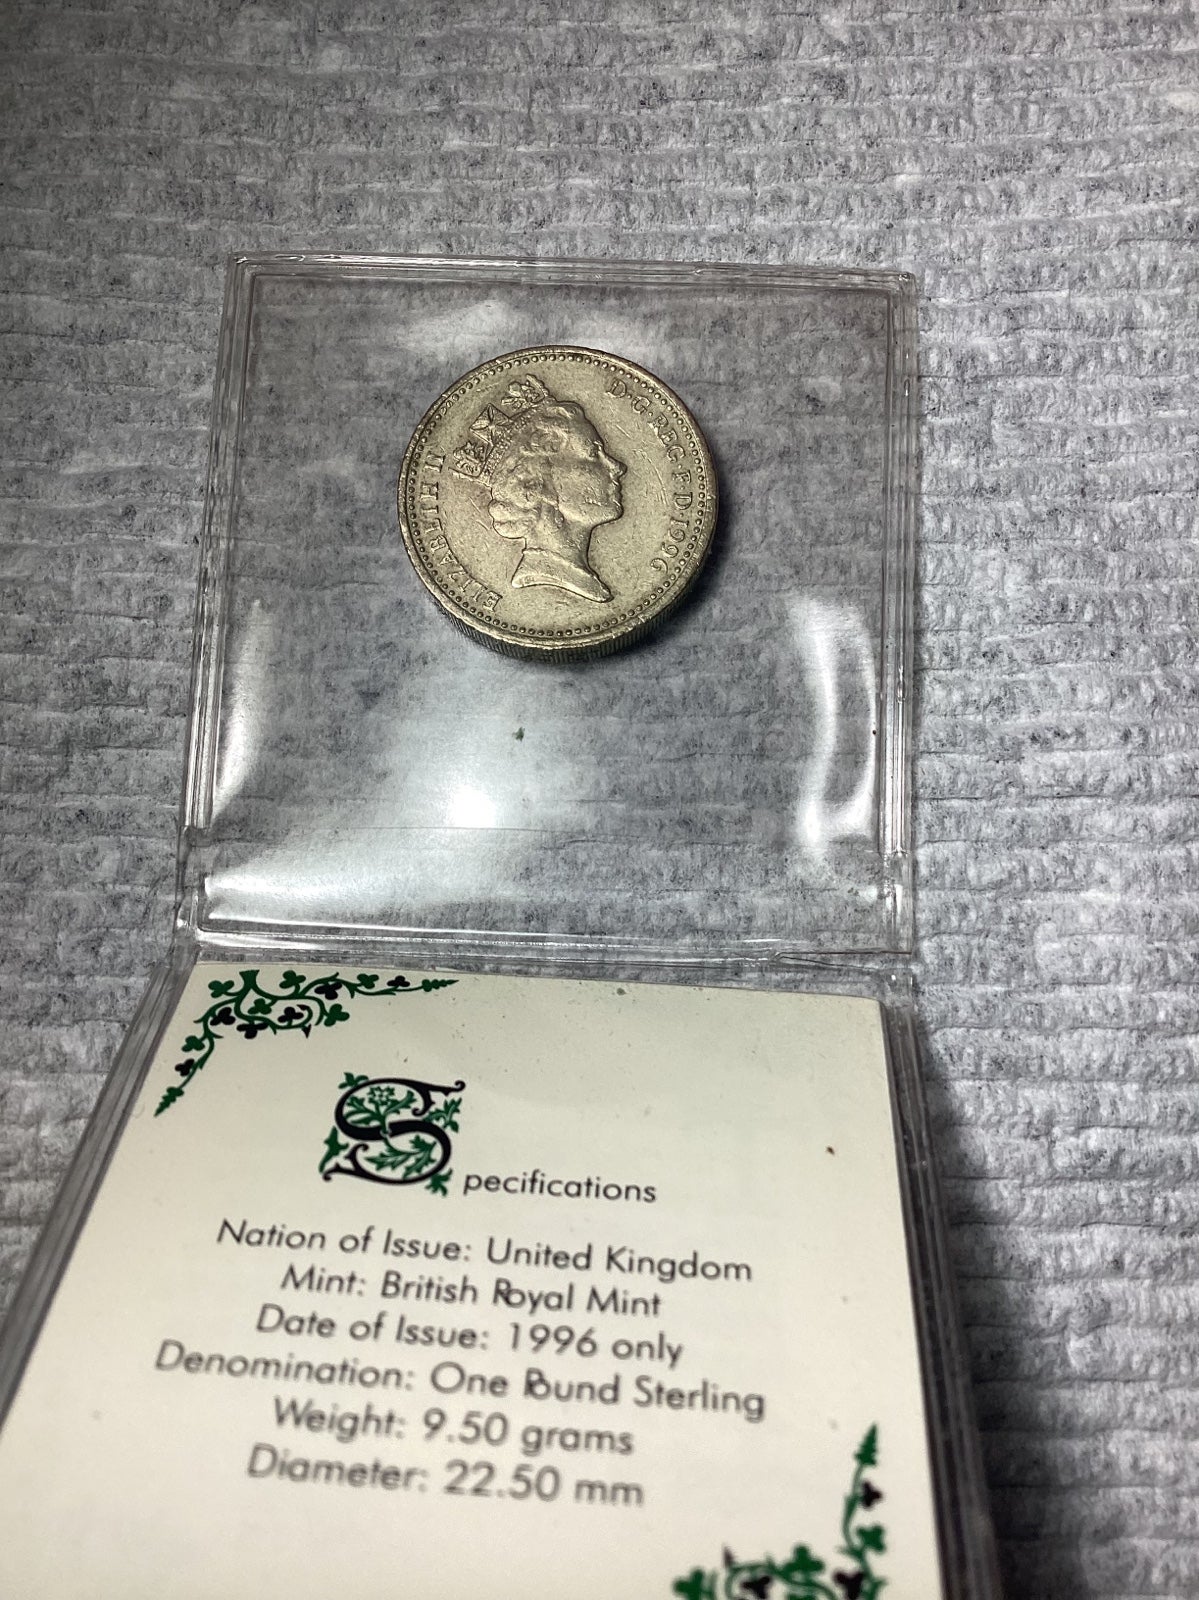 ELIZABETH II
D·G·REG·F·D·1996
Specifications
Nation of Issue: United Kingdom
Mint: British Royal Mint
Date of Issue: 1996 only
Denomination: One Pound Sterling
Weight: 9.50 grams
Diameter: 22.50 mm